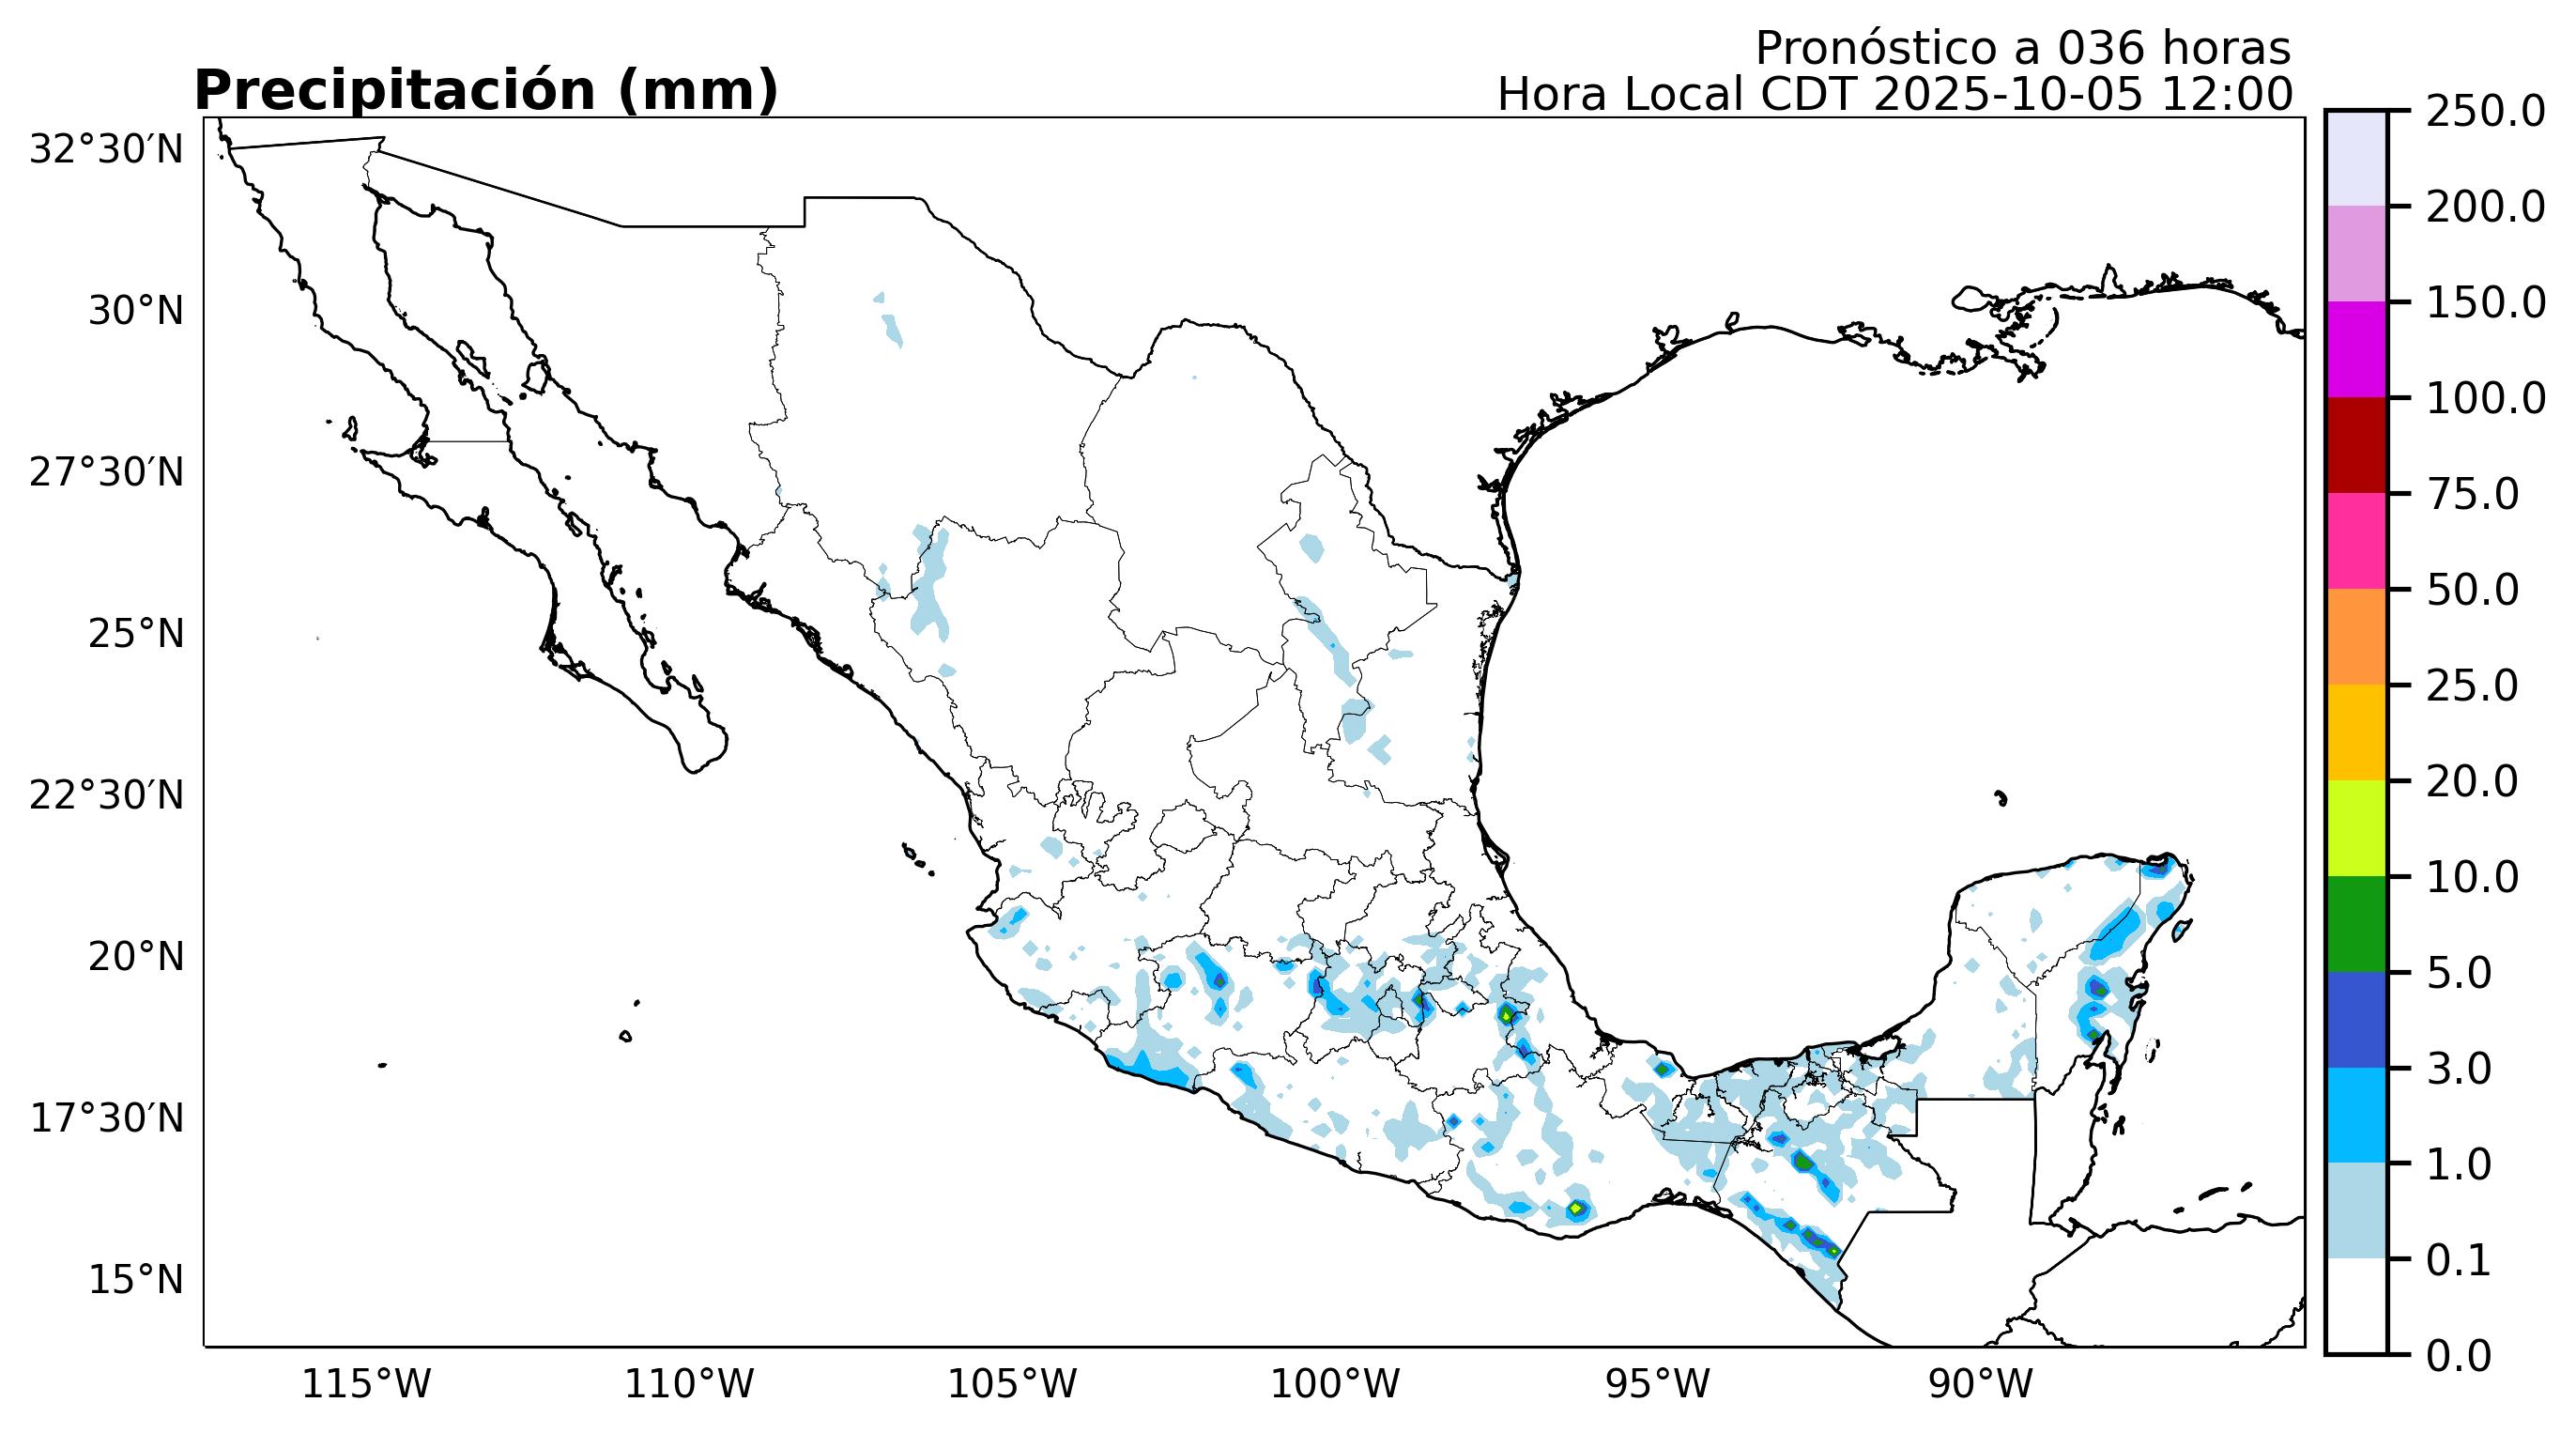 Pronóstico a 036 horas
Precipitación (mm)
Hora Local CDT 2025-10-05 12:00
32°30′N
30°N
27°30′N
25°N
22°30′N
20°N
17°30′N
15°N
115°W
110°W
105°W
100°W
95°W
90°W
250.0
200.0
150.0
100.0
75.0
50.0
25.0
20.0
10.0
5.0
3.0
1.0
0.1
0.0